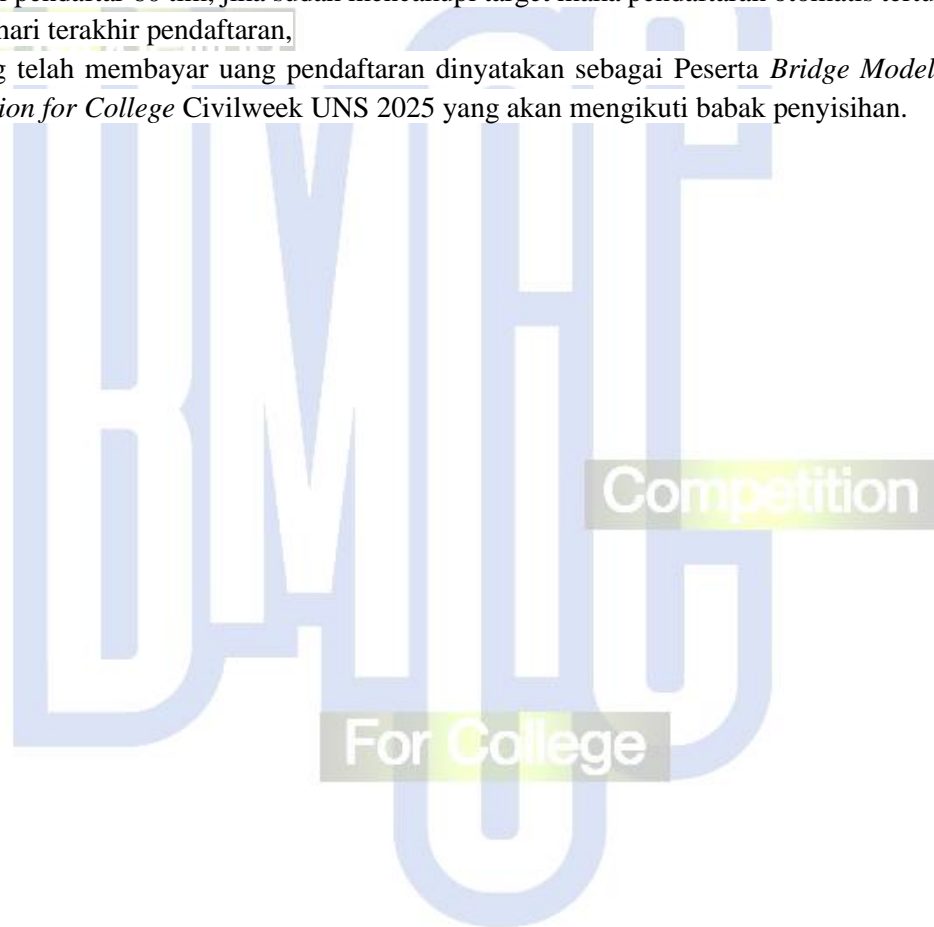 hari terakhir pendaftaran,
telah membayar uang pendaftaran dinyatakan sebagai Peserta Bridge Model
for College Civilweek UNS 2025 yang akan mengikuti babak penyisihan.
BMCC
Competition
For College